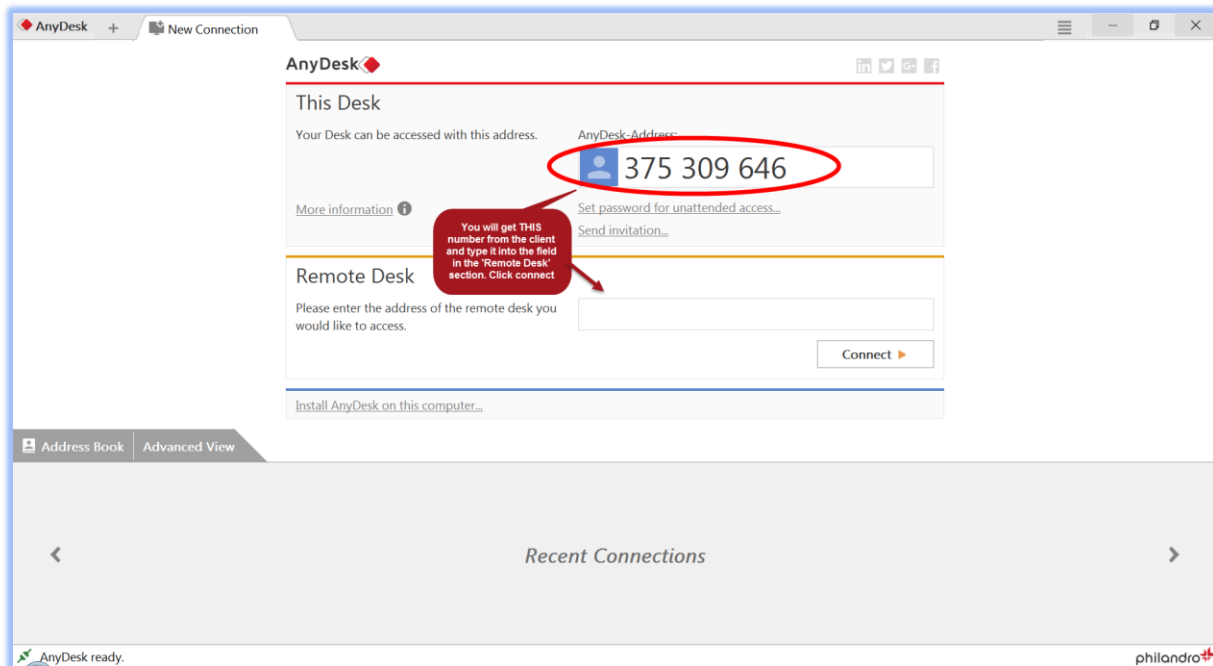 AnyDesk + New Connection
AnyDesk
in G+ f
This Desk
Your Desk can be accessed with this address.
AnyDesk-Address:
375 309 646
More information i
Set password for unattended access...
Send invitation...
You will get THIS
number from the client
and type it into the field
in the 'Remote Desk'
section. Click connect
Remote Desk
Please enter the address of the remote desk you
would like to access.
Connect
Install AnyDesk on this computer...
Address Book Advanced View
Recent Connections
AnyDesk ready.
philandro